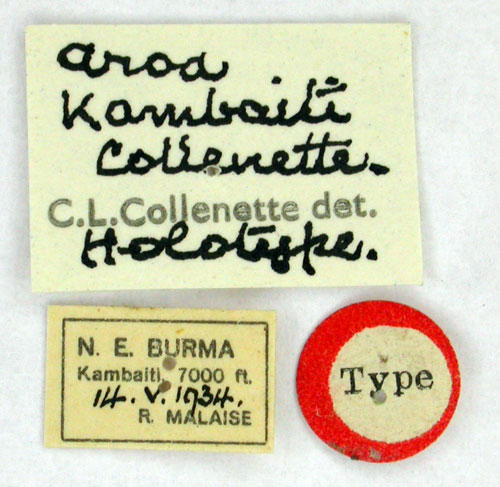 Aroa
Kambaiti
Collenette.
C.L.Collenette det.
Holotype.
N. E. BURMA
Kambaiti 7000 ft.
14.V.1934.
R. MALAISE
Type